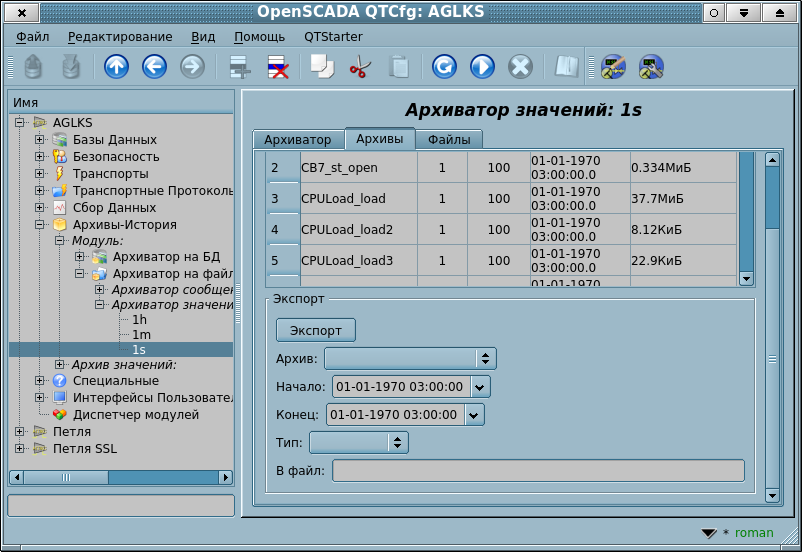 OpenSCADA QTCfg: AGLKS
Файл Редактирование Вид Помощь QTStarter
Имя
AGLKS
Базы Данных
Безопасность
Транспорты
Транспортные Протоколь
Сбор Данных
Архивы-История
Модуль:
Архиватор на БД
Архиватор на файл
Архиватор сообщен
Архиватор значени
1h
1m
1s
Архив значений:
Специальные
Интерфейсы Пользовател
Диспетчер модулей
Петля
Петля SSL
Архиватор значений: 1s
Архиватор Архивы Файлы
2 CB7_st_open 1 100 01-01-1970 03:00:00.0 0.334МиБ
3 CPULoad_load 1 100 01-01-1970 03:00:00.0 37.7МиБ
4 CPULoad_load2 1 100 01-01-1970 03:00:00.0 8.12КиБ
5 CPULoad_load3 1 100 01-01-1970 03:00:00.0 22.9КиБ
01-01-1970
Экспорт
Экспорт
Архив:
Начало: 01-01-1970 03:00:00
Конец: 01-01-1970 03:00:00
Тип:
В файл:
* roman